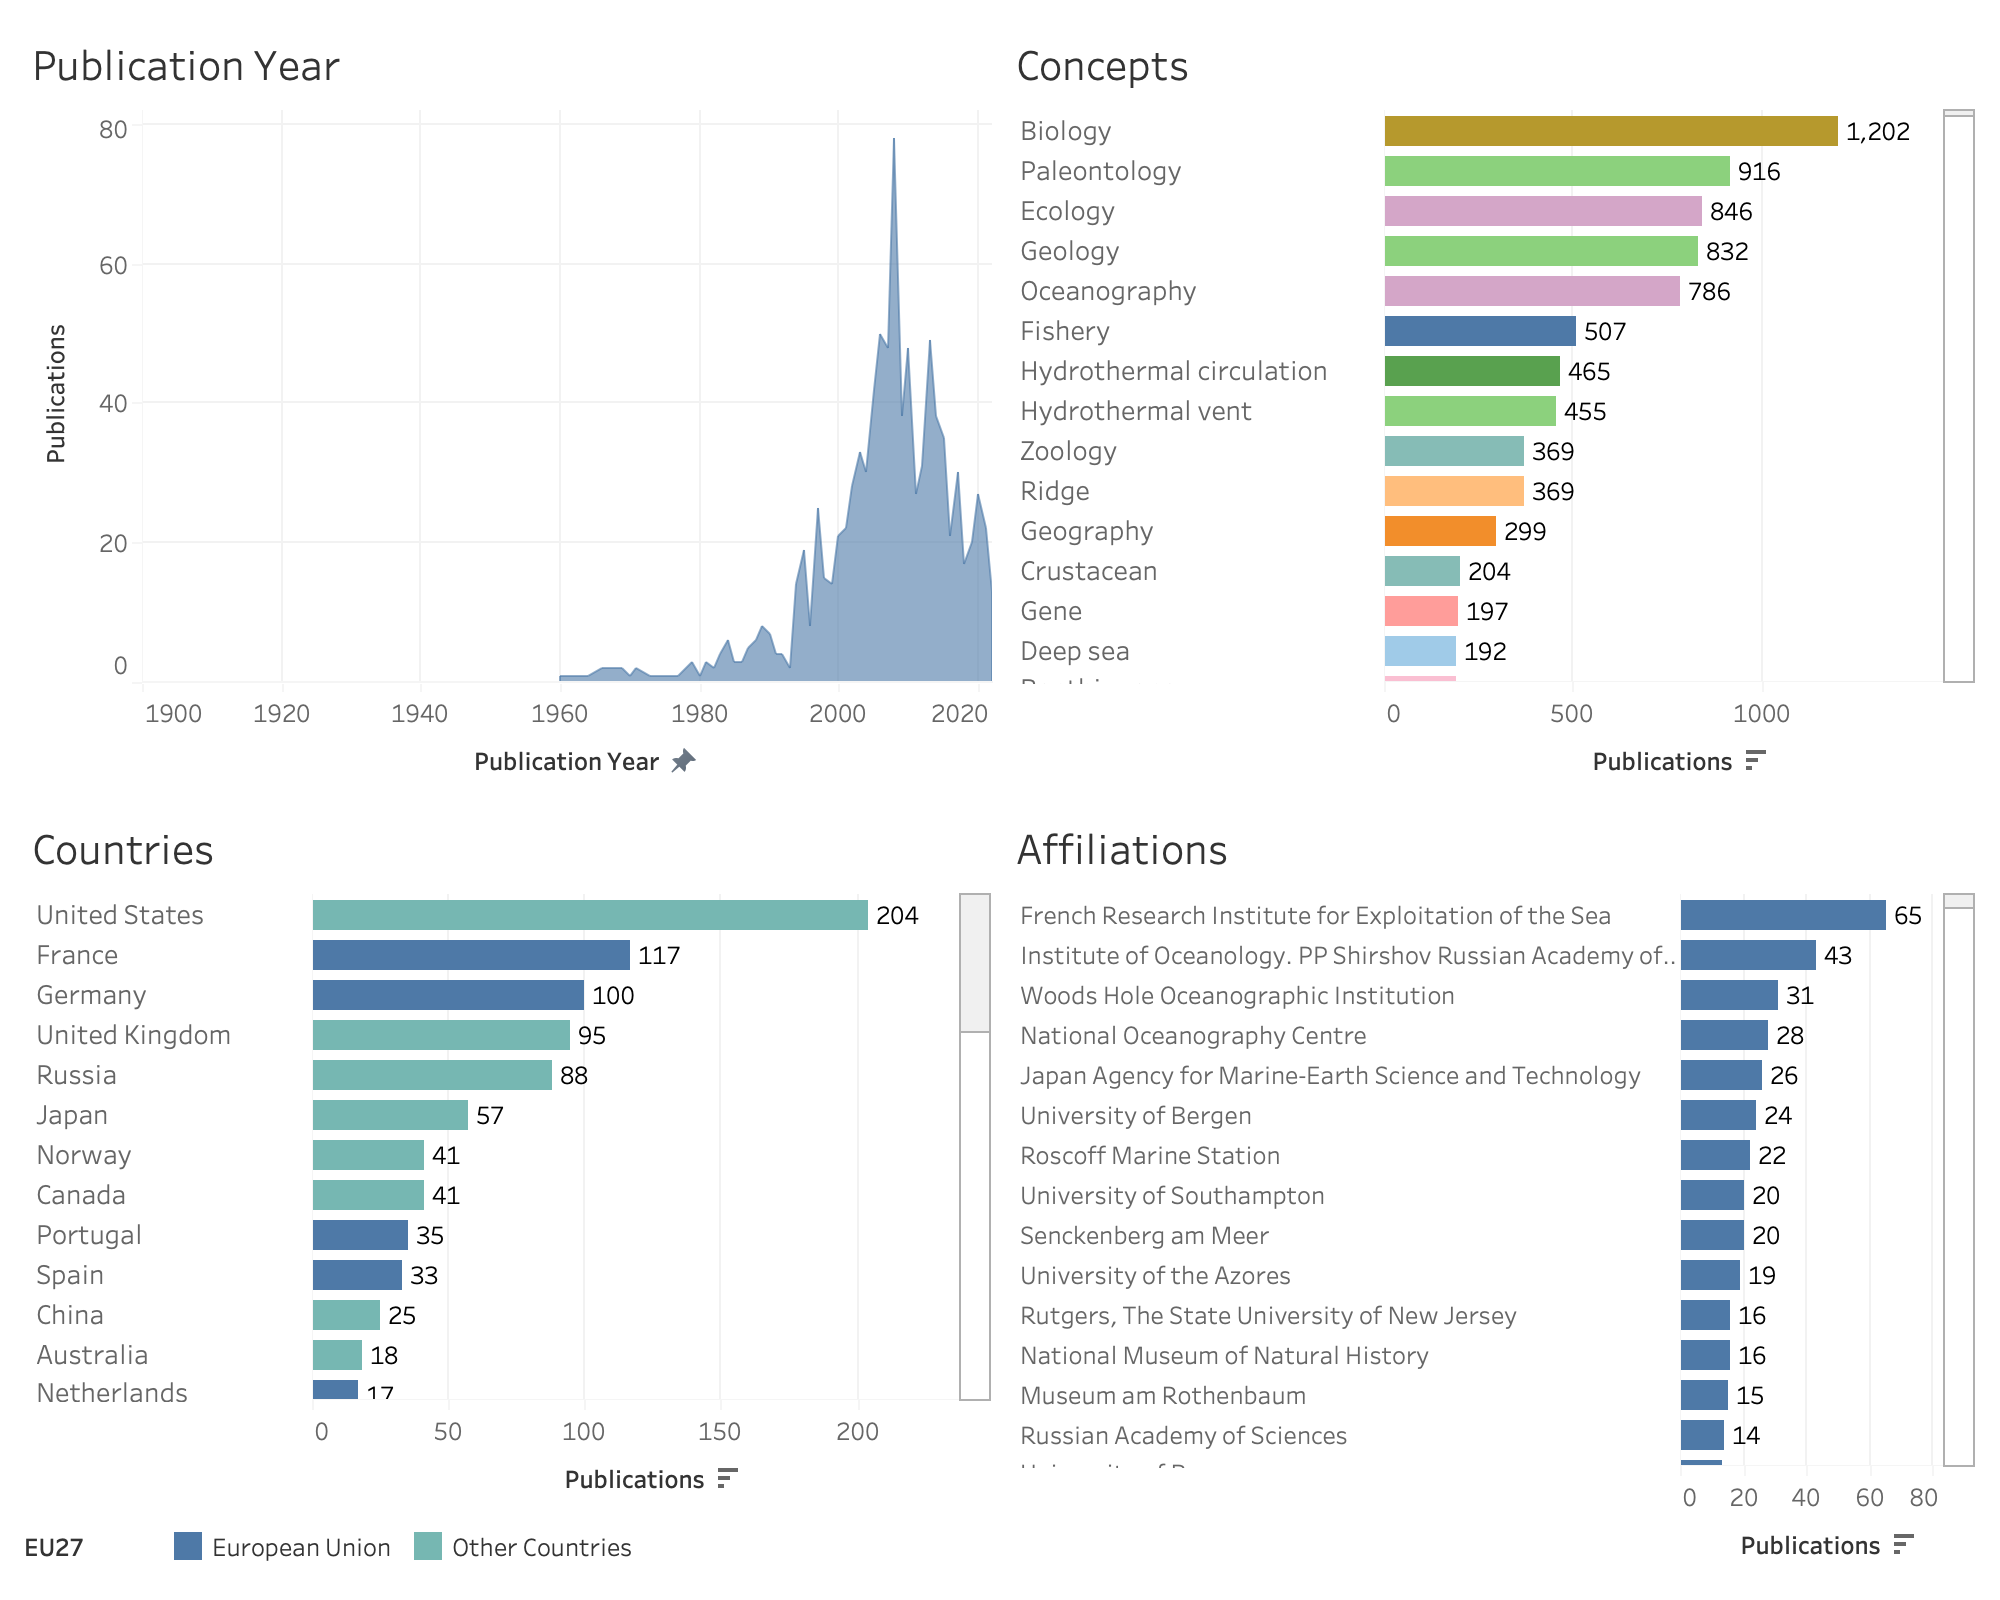 Publication Year
80
60
40
20
0
Publications
1900 1920 1940 1960 1980 2000 2020
Publication Year
Concepts
Biology 1,202
Paleontology 916
Ecology 846
Geology 832
Oceanography 786
Fishery 507
Hydrothermal circulation 465
Hydrothermal vent 455
Zoology 369
Ridge 369
Geography 299
Crustacean 204
Gene 197
Deep sea 192
0 500 1000
Publications
Countries
United States 204
France 117
Germany 100
United Kingdom 95
Russia 88
Japan 57
Norway 41
Canada 41
Portugal 35
Spain 33
China 25
Australia 18
Netherlands 17
0 50 100 150 200
Publications
EU27 European Union Other Countries
Affiliations
French Research Institute for Exploitation of the Sea 65
Institute of Oceanology. PP Shirshov Russian Academy of.. 43
Woods Hole Oceanographic Institution 31
National Oceanography Centre 28
Japan Agency for Marine-Earth Science and Technology 26
University of Bergen 24
Roscoff Marine Station 22
University of Southampton 20
Senckenberg am Meer 20
University of the Azores 19
Rutgers, The State University of New Jersey 16
National Museum of Natural History 16
Museum am Rothenbaum 15
Russian Academy of Sciences 14
0 20 40 60 80
Publications